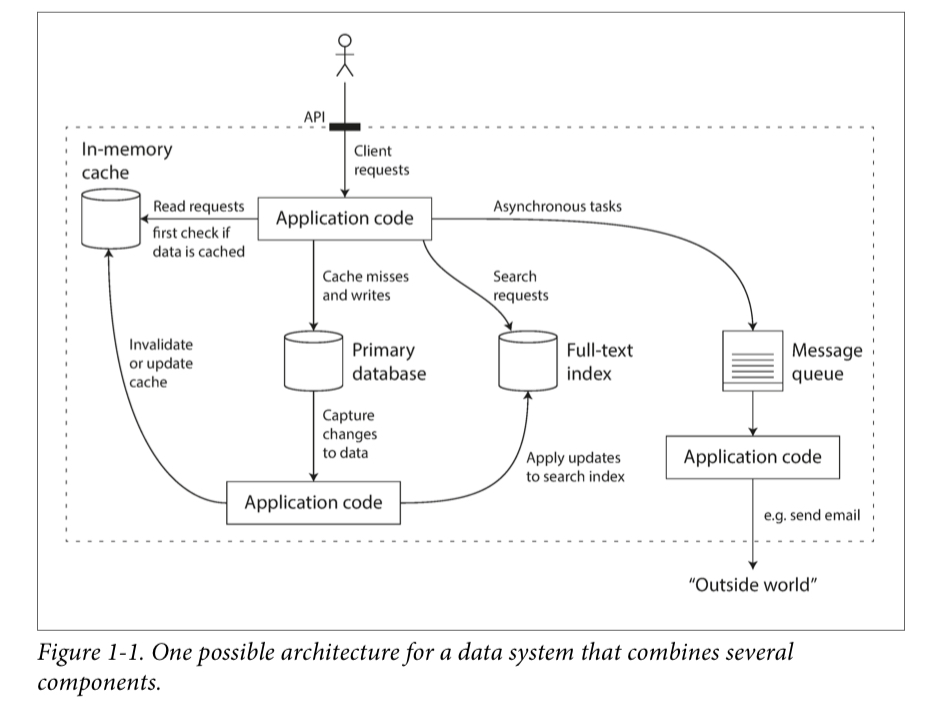 API
Client
requests
In-memory
cache
Read requests
first check if
data is cached
Application code
Asynchronous tasks
Cache misses
and writes
Search
requests
Invalidate
or update
cache
Primary
database
Full-text
index
Message
queue
Capture
changes
to data
Apply updates
to search index
Application code
Application code
e.g. send email
“Outside world”
Figure 1-1. One possible architecture for a data system that combines several
components.